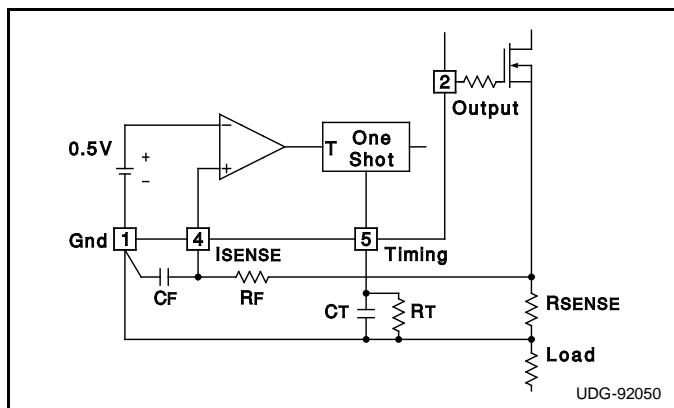 2
Output
0.5V
+
−
−
+
T
One
Shot
Gnd
1
4
ISENSE
5
Timing
CF
RF
CT
RT
RSENSE
Load
UDG-92050